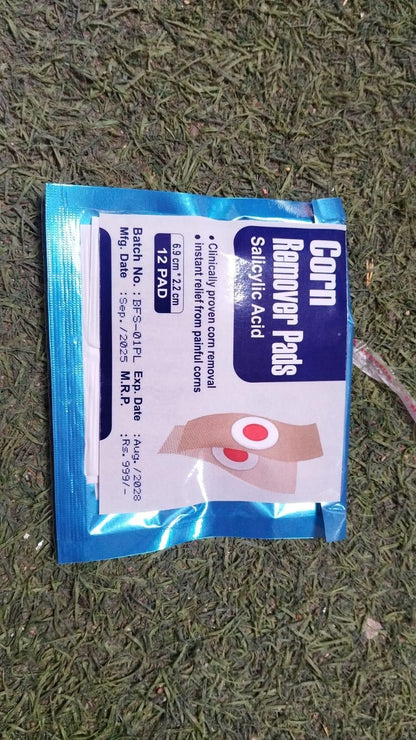 Corn
Remover Pads
Salicylic Acid
• Clinically proven corn removal
• instant relief from painful corns
6.9 cm * 2.2 cm
12 PAD
Batch No. : BFS-01PL Exp. Date :Aug./2028
Mfg. Date :Sep./2025 M.R.P. :Rs.999/-